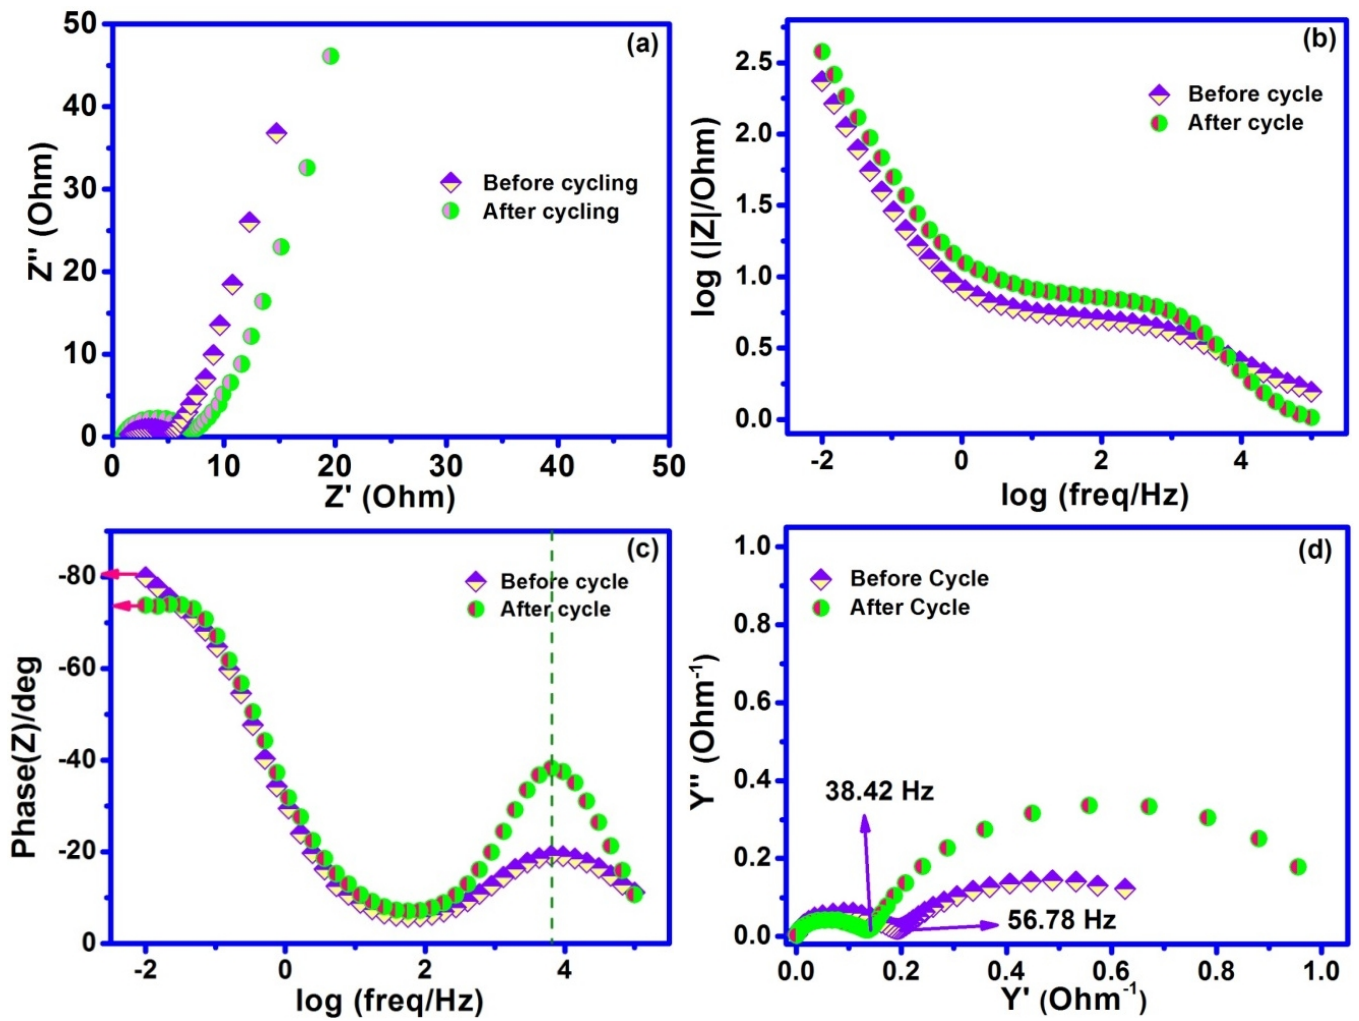 (a)
50
40
30
20
10
0
Z'' (Ohm)
Before cycling
After cycling
0 10 20 30 40 50
Z' (Ohm)
(b)
2.5
2.0
1.5
1.0
0.5
0.0
log (|Z|/Ohm)
Before cycle
After cycle
-2 0 2 4
log (freq/Hz)
(c)
-80
-60
-40
-20
0
Phase(Z)/deg
Before cycle
After cycle
-2 0 2 4
log (freq/Hz)
(d)
1.0
0.8
0.6
0.4
0.2
0.0
Y'' (Ohm⁻¹)
Before Cycle
After Cycle
38.42 Hz
56.78 Hz
0.0 0.2 0.4 0.6 0.8 1.0
Y' (Ohm⁻¹)